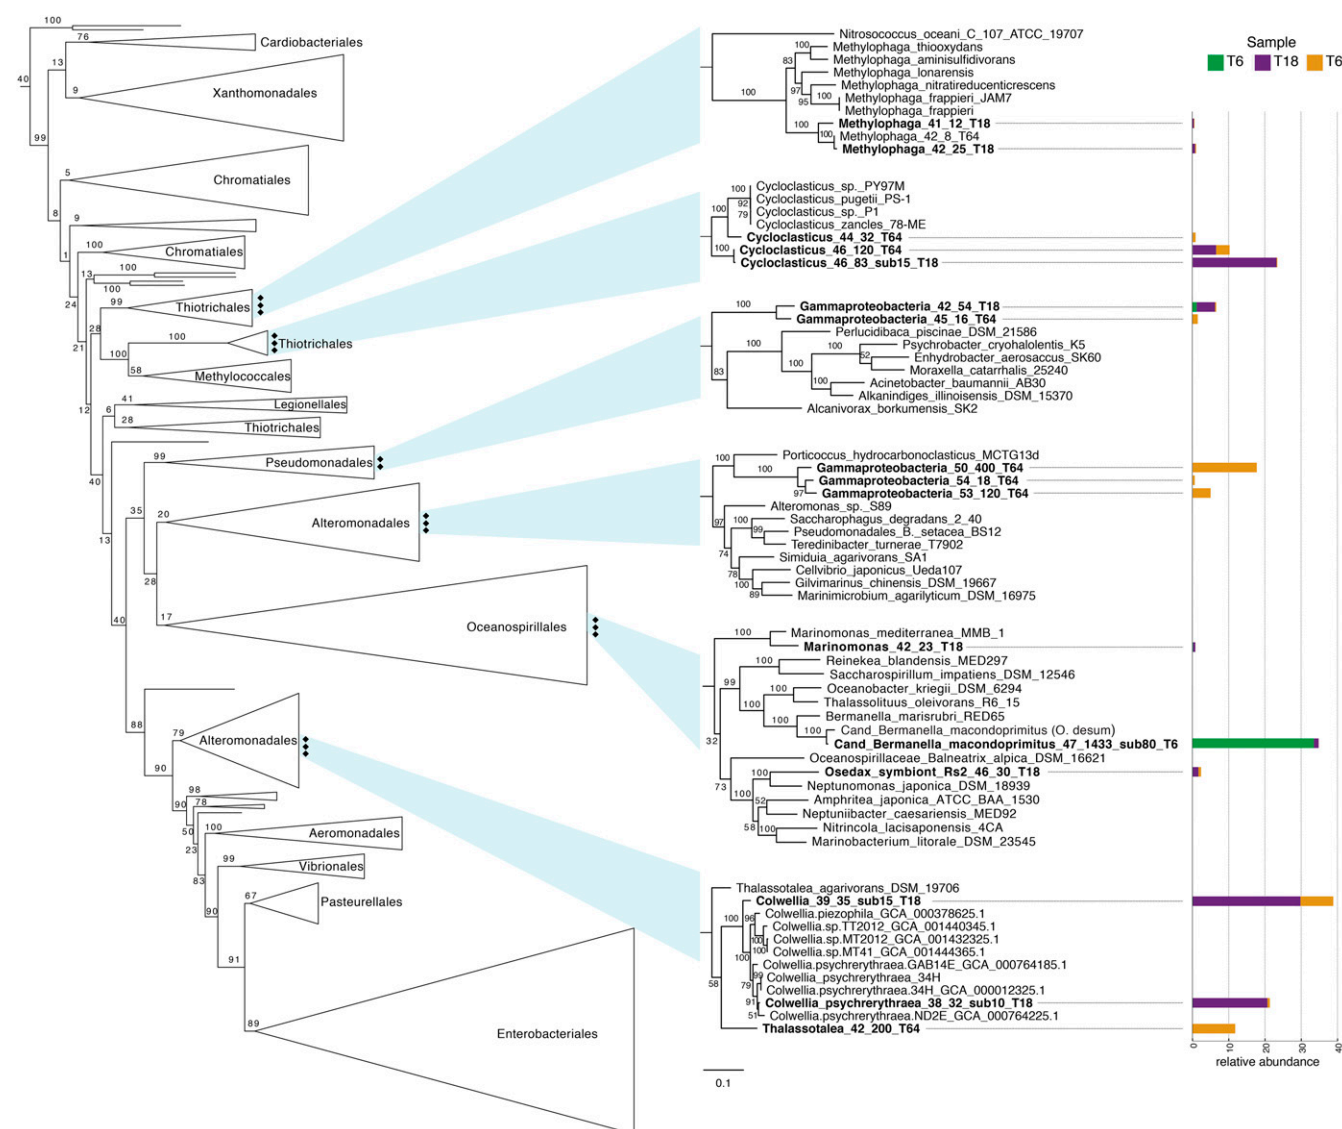 100
76
Cardiobacteriales
13
40
9
Xanthomonadales
99
5
Chromatiales
8
9
100
Chromatiales
1
13
100
100
24
99
Thiotrichales
28
21
100
Thiotrichales
100
58
Methylococcales
12
41
Legionellales
6
28
Thiotrichales
99
Pseudomonadales
40
35
20
Alteromonadales
13
28
40
17
Oceanospirillales
88
79
Alteromonadales
90
98
90
78
50
100
Aeromonadales
23
99
Vibrionales
83
67
Pasteurellales
90
91
89
Enterobacteriales
Nitrosococcus_oceani_C_107_ATCC_19707
100
Methylophaga_thiooxydans
83
Methylophaga_aminisulfidivorans
Methylophaga_lonarensis
97
Methylophaga_nitratireducenticrescens
100
95
100
Methylophaga_frappieri_JAM7
Methylophaga_frappieri
100
Methylophaga_41_12_T18
100
Methylophaga_42_8_T64
Methylophaga_42_25_T18
100
Cycloclasticus_sp._PY97M
100
92
Cycloclasticus_pugetii_PS-1
79
Cycloclasticus_sp._P1
Cycloclasticus_zancles_78-ME
Cycloclasticus_44_32_T64
100
Cycloclasticus_46_120_T64
Cycloclasticus_46_83_sub15_T18
100
Gammaproteobacteria_42_54_T18
Gammaproteobacteria_45_16_T64
Perlucidibaca_piscinae_DSM_21586
100
100
Psychrobacter_cryohalolentis_K5
52
Enhydrobacter_aerosaccus_SK60
100
Moraxella_catarrhalis_25240
83
100
Acinetobacter_baumannii_AB30
Alkanindiges_illinoisensis_DSM_15370
Alcanivorax_borkumensis_SK2
100
Porticoccus_hydrocarbonoclasticus_MCTG13d
100
Gammaproteobacteria_50_400_T64
Gammaproteobacteria_54_18_T64
97
Gammaproteobacteria_53_120_T64
Alteromonas_sp._S89
97
100
Saccharophagus_degradans_2_40
99
Pseudomonadales_B._setacea_BS12
Teredinibacter_turnerae_T7902
74
Simiduia_agarivorans_SA1
78
Cellvibrio_japonicus_Ueda107
100
Gilvimarinus_chinensis_DSM_19667
89
Marinimicrobium_agarilyticum_DSM_16975
100
Marinomonas_mediterranea_MMB_1
Marinomonas_42_23_T18
100
Reinekea_blandensis_MED297
Saccharospirillum_impatiens_DSM_12546
99
100
Oceanobacter_kriegii_DSM_6294
Thalassolituus_oleivorans_R6_15
100
100
Bermanella_marisrubri_RED65
100
Cand_Bermanella_macondoprimitus (O. desum)
32
Cand_Bermanella_macondoprimitus_47_1433_sub80_T6
Oceanospirillaceae_Balneatrix_alpica_DSM_16621
100
Osedax_symbiont_Rs2_46_30_T18
73
Neptunomonas_japonica_DSM_18939
100
52
Amphritea_japonica_ATCC_BAA_1530
Neptuniibacter_caesariensis_MED92
58
100
Nitrincola_lacisaponensis_4CA
Marinobacterium_litorale_DSM_23545
Thalassotalea_agarivorans_DSM_19706
Colwellia_39_35_sub15_T18
100
96
Colwellia.piezophila_GCA_000378625.1
Colwellia.sp.TT2012_GCA_001440345.1
100
Colwellia.sp.MT2012_GCA_001432325.1
100
100
Colwellia.sp.MT41_GCA_001444365.1
Colwellia.psychrerythraea.GAB14E_GCA_000764185.1
99
Colwellia_psychrerythraea_34H
58
79
Colwellia.psychrerythraea.34H_GCA_000012325.1
91
Colwellia_psychrerythraea_38_32_sub10_T18
51
Colwellia.psychrerythraea.ND2E_GCA_000764225.1
Thalassotalea_42_200_T64
0.1
Sample
T6 T18 T6
0 10 20 30 40
relative abundance